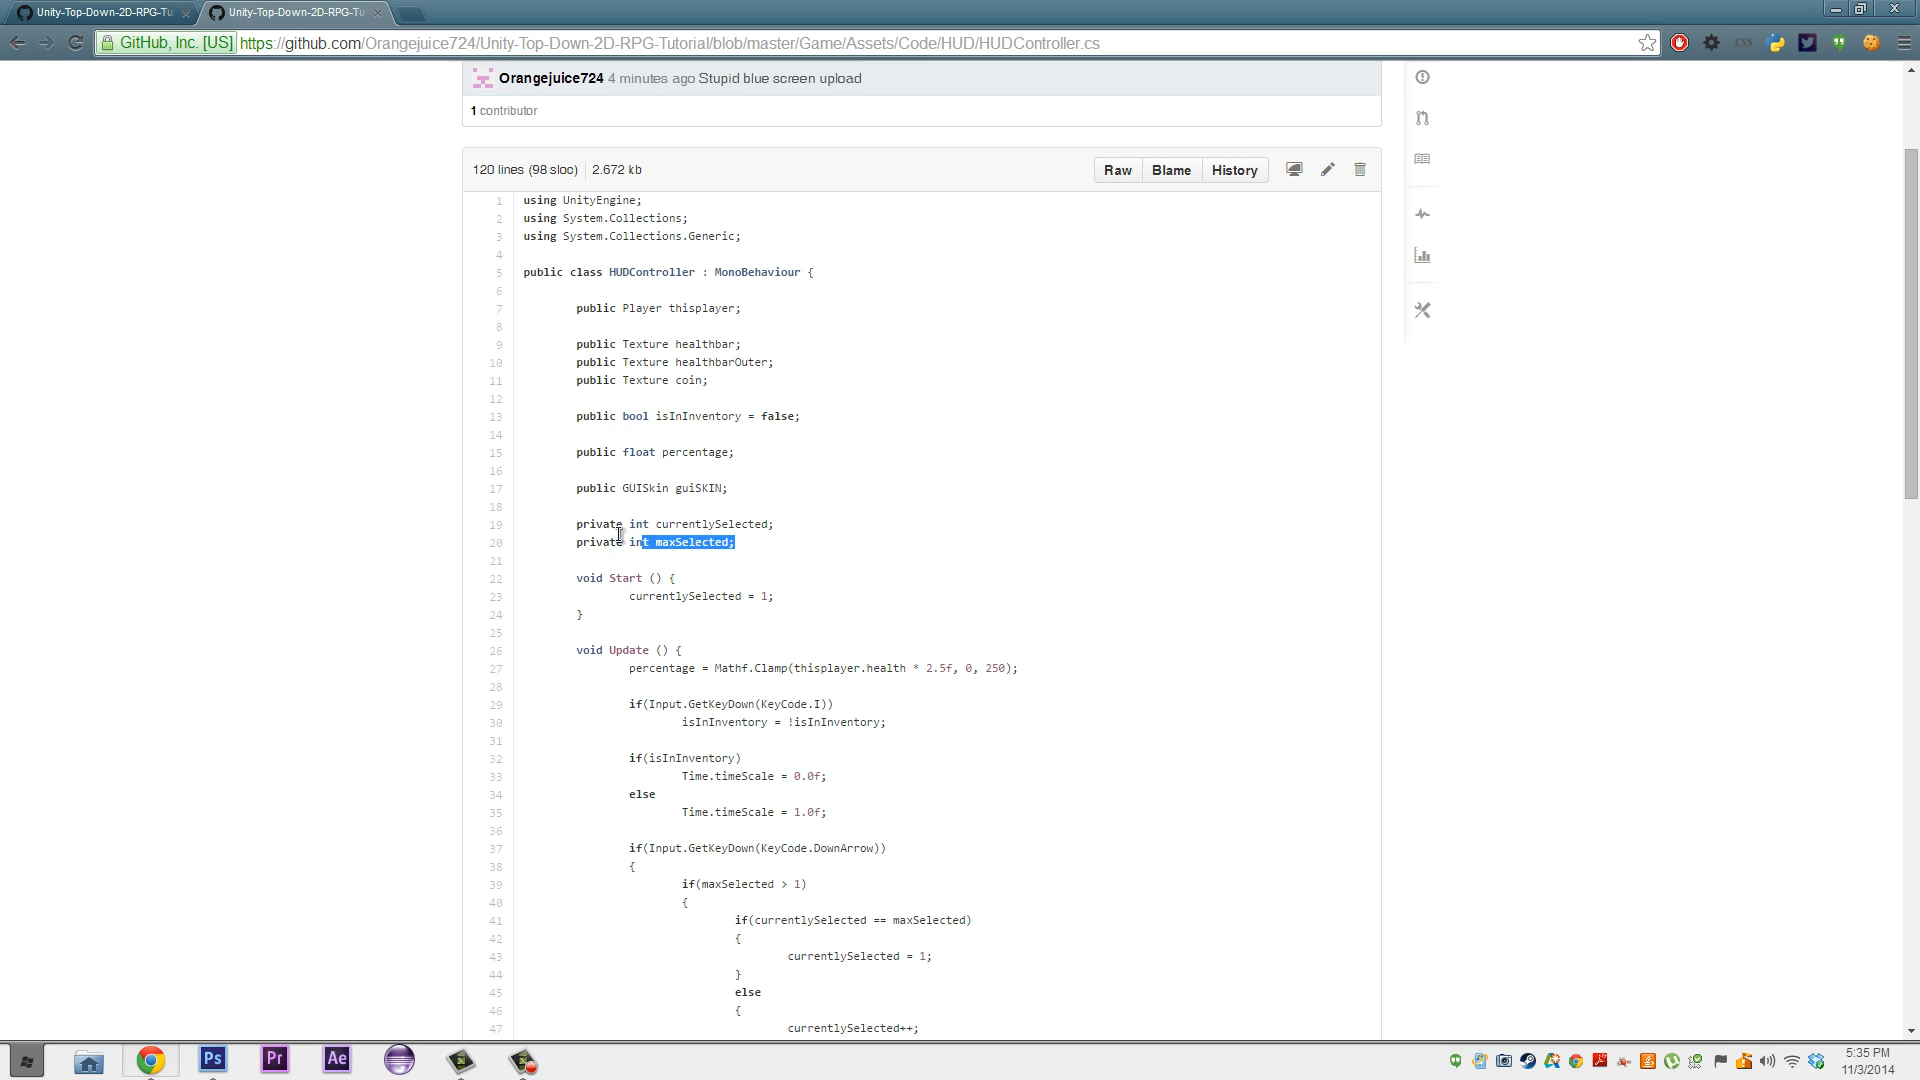 Unity-Top-Down-2D-RPG-Tu
Unity-Top-Down-2D-RPG-Tu
GitHub, Inc. [US] https://github.com/Orangejuice724/Unity-Top-Down-2D-RPG-Tutorial/blob/master/Game/Assets/Code/HUD/HUDController.cs
css
Orangejuice724 4 minutes ago Stupid blue screen upload
1 contributor
120 lines (98 sloc) 2.672 kb
Raw Blame History
1 using UnityEngine;
2 using System.Collections;
3 using System.Collections.Generic;
4
5 public class HUDController : MonoBehaviour {
6
7 public Player thisplayer;
8
9 public Texture healthbar;
10 public Texture healthbarOuter;
11 public Texture coin;
12
13 public bool isInInventory = false;
14
15 public float percentage;
16
17 public GUISkin guiSKIN;
18
19 private int currentlySelected;
20 private int maxSelected;
21
22 void Start () {
23 currentlySelected = 1;
24 }
25
26 void Update () {
27 percentage = Mathf.Clamp(thisplayer.health * 2.5f, 0, 250);
28
29 if(Input.GetKeyDown(KeyCode.I))
30 isInInventory = !isInInventory;
31
32 if(isInInventory)
33 Time.timeScale = 0.0f;
34 else
35 Time.timeScale = 1.0f;
36
37 if(Input.GetKeyDown(KeyCode.DownArrow))
38 {
39 if(maxSelected > 1)
40 {
41 if(currentlySelected == maxSelected)
42 {
43 currentlySelected = 1;
44 }
45 else
46 {
47 currentlySelected++;
Ps Pr Ae
5:35 PM
11/3/2014